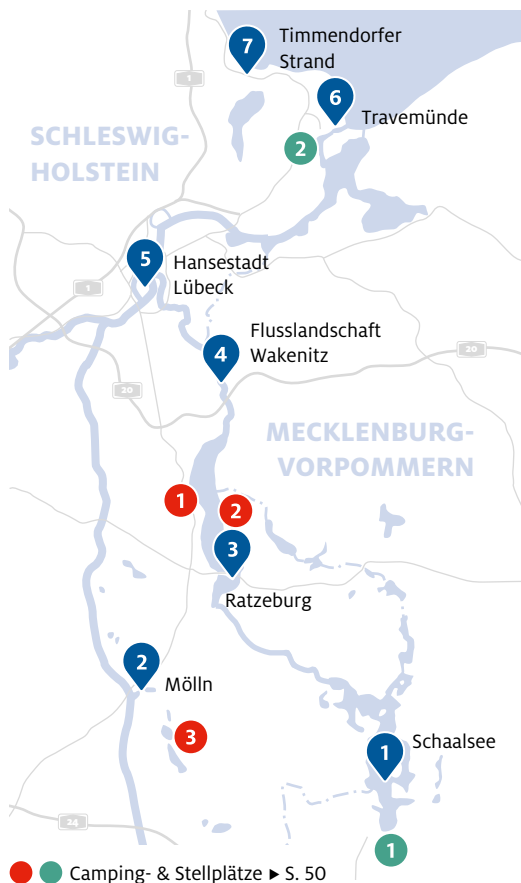 7
Timmendorfer
Strand
1
6
Travemünde
SCHLESWIG-
HOLSTEIN
2
5
Hansestadt
Lübeck
1
Flusslandschaft
Wakenitz
4
20
20
MECKLENBURG-
VORPOMMERN
1
2
3
Ratzeburg
2
Mölln
3
Schaalsee
1
24
1
Camping- & Stellplätze ▸ S. 50